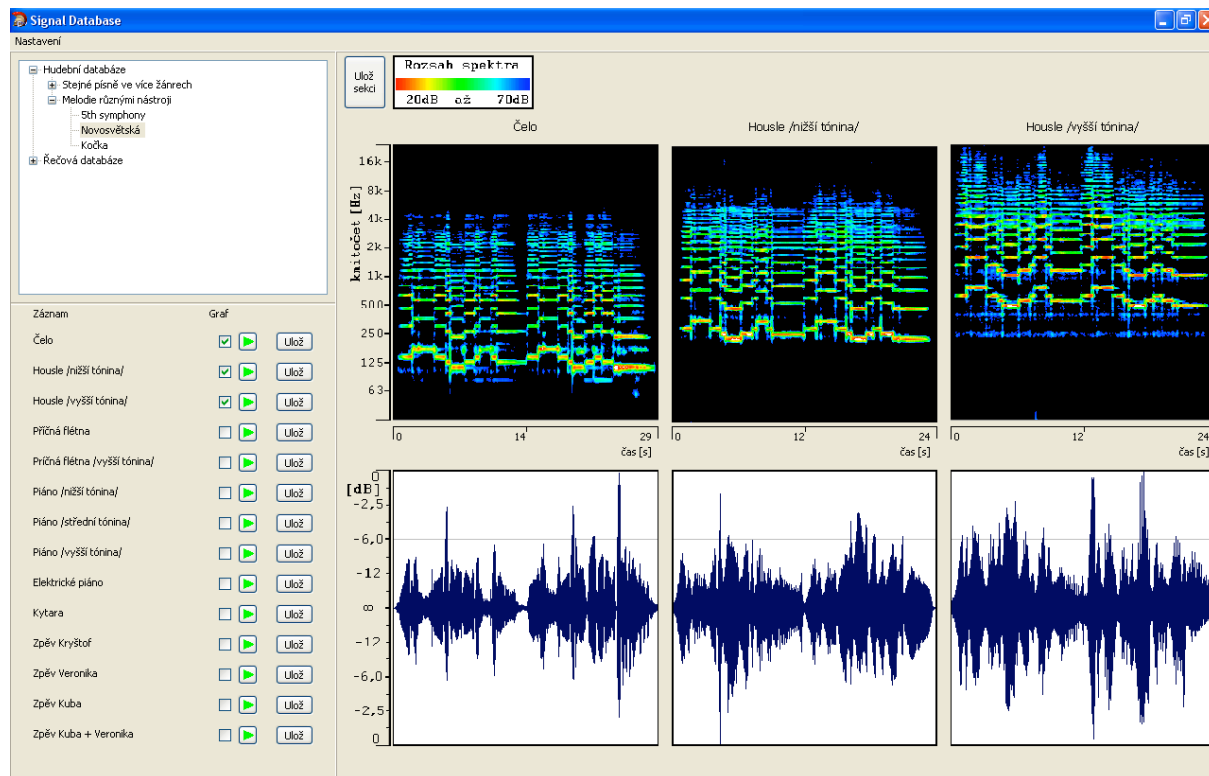 Signal Database
Nastavení
Hudební databáze
Stejné písně ve více žánrech
Melodie různými nástroji
5th symphony
Novosvětská
Kočka
Řečová databáze
Záznam Graf
Čelo Ulož
Housle /nižší tónina/ Ulož
Housle /vyšší tónina/ Ulož
Příčná flétna Ulož
Príčná flétna /vyšší tónina/ Ulož
Piáno /nižší tónina/ Ulož
Piáno /střední tónina/ Ulož
Piáno /vyšší tónina/ Ulož
Elektrické piáno Ulož
Kytara Ulož
Zpěv Kryštof Ulož
Zpěv Veronika Ulož
Zpěv Kuba Ulož
Zpěv Kuba + Veronika Ulož
Ulož
sekci
Rozsah spektra
20dB až 70dB
Čelo Housle /nižší tónina/ Housle /vyšší tónina/
kmitočet [Hz]
16k
8k
4k
2k
1k
500
250
125
63
0 14 29 0 12 24 0 12 24
čas [s] čas [s] čas [s]
[dB]
0
-2,5
-6,0
-12
∞
-12
-6,0
-2,5
0